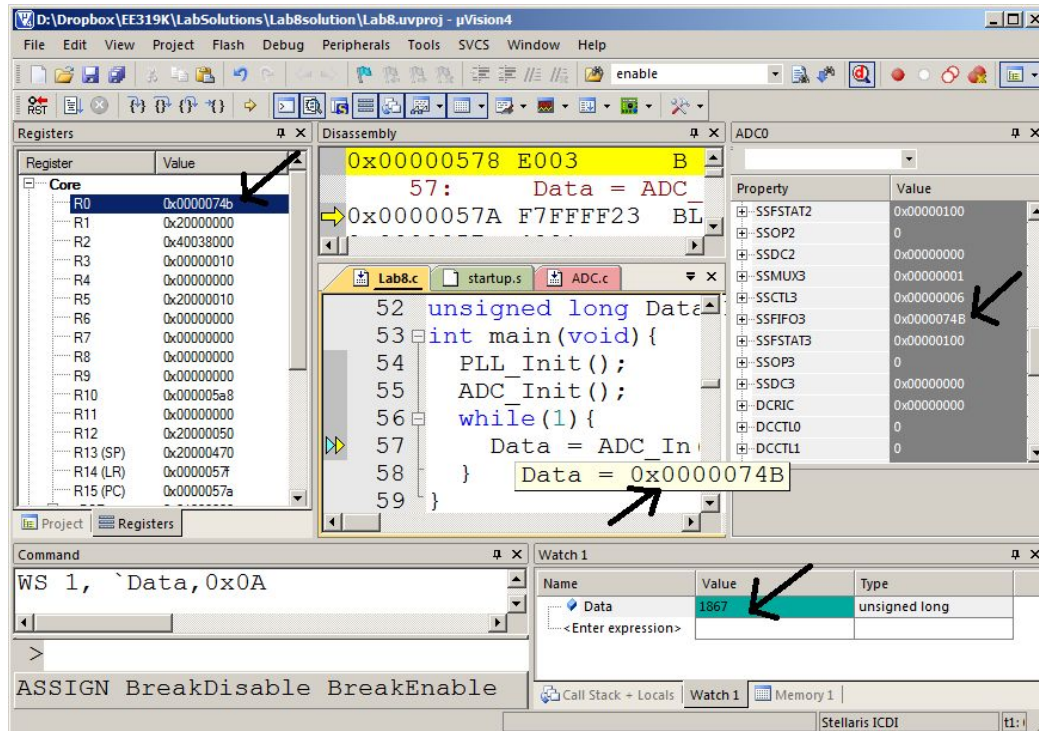 D:\Dropbox\EE319K\LabSolutions\Lab8solution\Lab8.uvproj - µVision4
File Edit View Project Flash Debug Peripherals Tools SVCS Window Help
enable
RST
Registers
Register Value
Core
R0 0x0000074b
R1 0x20000000
R2 0x40038000
R3 0x00000010
R4 0x00000000
R5 0x20000010
R6 0x00000000
R7 0x00000000
R8 0x00000000
R9 0x00000000
R10 0x000005a8
R11 0x00000000
R12 0x20000050
R13 (SP) 0x20000470
R14 (LR) 0x0000057f
R15 (PC) 0x0000057a
Project Registers
Disassembly
0x00000578 E003 B
57: Data = ADC_
0x0000057A F7FFFF23 BL
Lab8.c startup.s ADC.c
52 unsigned long Data
53 int main(void){
54 PLL_Init();
55 ADC_Init();
56 while(1){
57 Data = ADC_In
58 }
Data = 0x0000074B
59 }
ADC0
Property Value
SSFSTAT2 0x00000100
SSOP2 0
SSDC2 0x00000000
SSMUX3 0x00000001
SSCTL3 0x00000006
SSFIFO3 0x0000074B
SSFSTAT3 0x00000100
SSOP3 0
SSDC3 0x00000000
DCRIC 0x00000000
DCCTL0 0
DCCTL1 0
Command
WS 1, `Data,0x0A
>
ASSIGN BreakDisable BreakEnable
Watch 1
Name Value Type
Data 1867 unsigned long
<Enter expression>
Call Stack + Locals Watch 1 Memory 1
Stellaris ICDI t1: